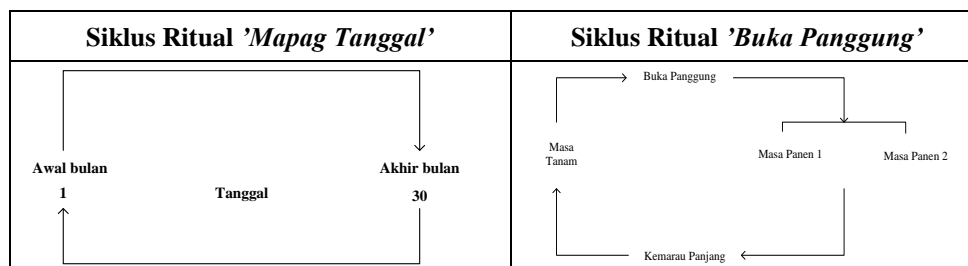 Siklus Ritual ’Mapag Tanggal’
Siklus Ritual ’Buka Panggung’
Awal bulan
1
Tanggal
Akhir bulan
30
Buka Panggung
Masa
Tanam
Masa Panen 1
Masa Panen 2
Kemarau Panjang